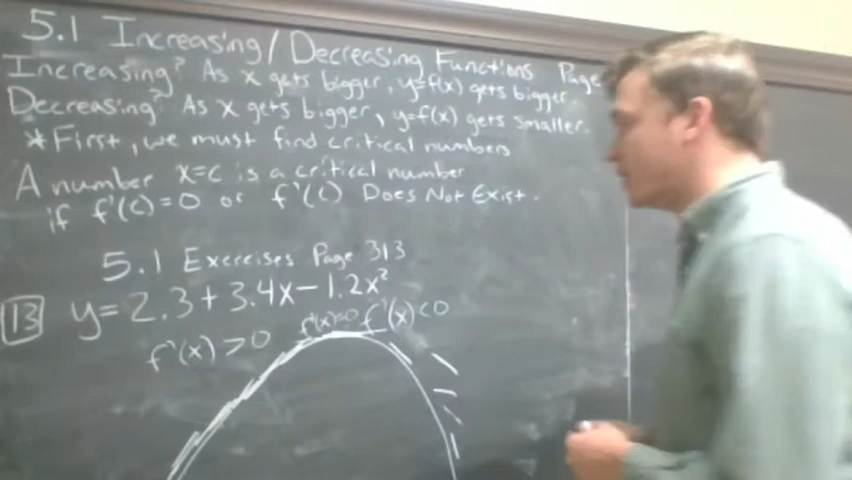 5.1 Increasing/Decreasing Functions Page
Increasing? As x gets bigger, y=f(x) gets bigger
Decreasing? As x gets bigger, y=f(x) gets smaller.
*First, we must find critical numbers
A number x=c is a critical number
if f'(c)=0 or f'(c) Does Not Exist.
5.1 Exercises Page 313
13 y=2.3+3.4x-1.2x²
f'(x)>0 f'(x)=0 f'(x)<0